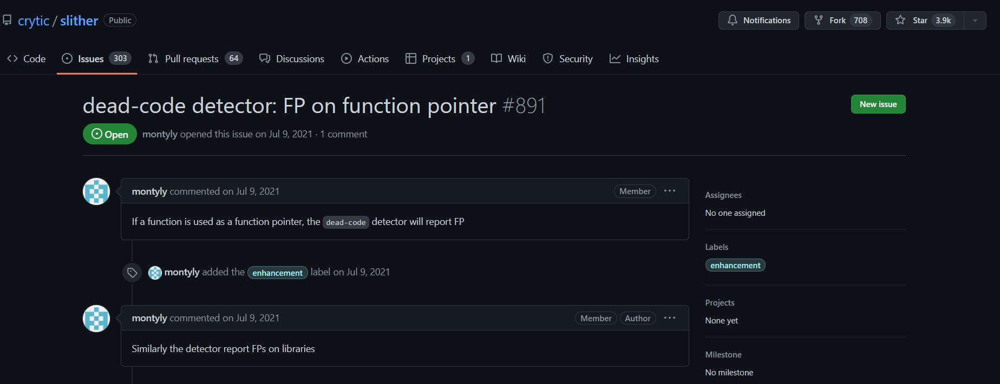 crytic / slither Public Notifications Fork 708 Star 3.9k
Code Issues 303 Pull requests 64 Discussions Actions Projects 1 Wiki Security Insights
dead-code detector: FP on function pointer #891 New issue
Open montyly opened this issue on Jul 9, 2021 · 1 comment
montyly commented on Jul 9, 2021 Member ···
If a function is used as a function pointer, the dead-code detector will report FP
montyly added the enhancement label on Jul 9, 2021
montyly commented on Jul 9, 2021 Member Author ···
Similarly the detector report FPs on libraries
Assignees
No one assigned
Labels
enhancement
Projects
None yet
Milestone
No milestone